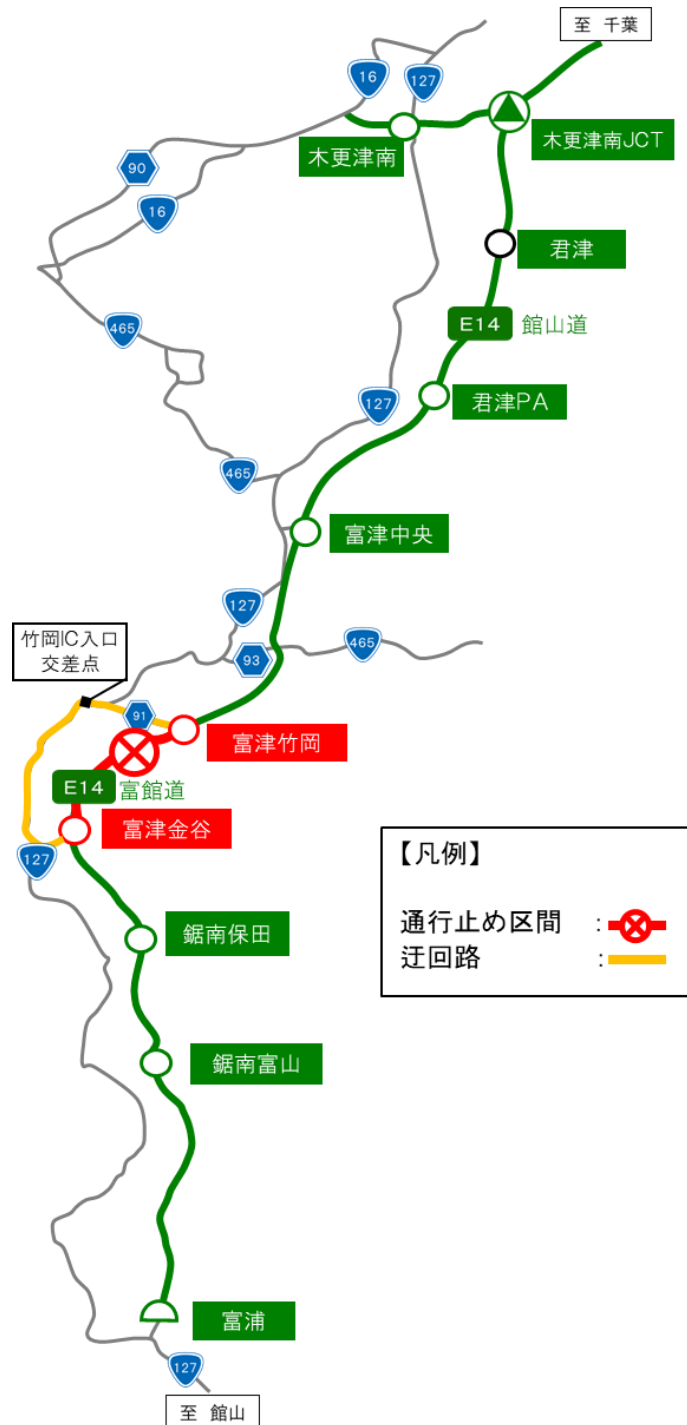 至 千葉
16
127
木更津南
木更津南JCT
90
16
君津
E14
館山道
465
127
君津PA
465
富津中央
127
竹岡IC入口
交差点
93
465
91
富津竹岡
E14
富館道
富津金谷
127
【凡例】
通行止め区間 :
迂回路 :
鋸南保田
鋸南富山
富浦
127
至 館山